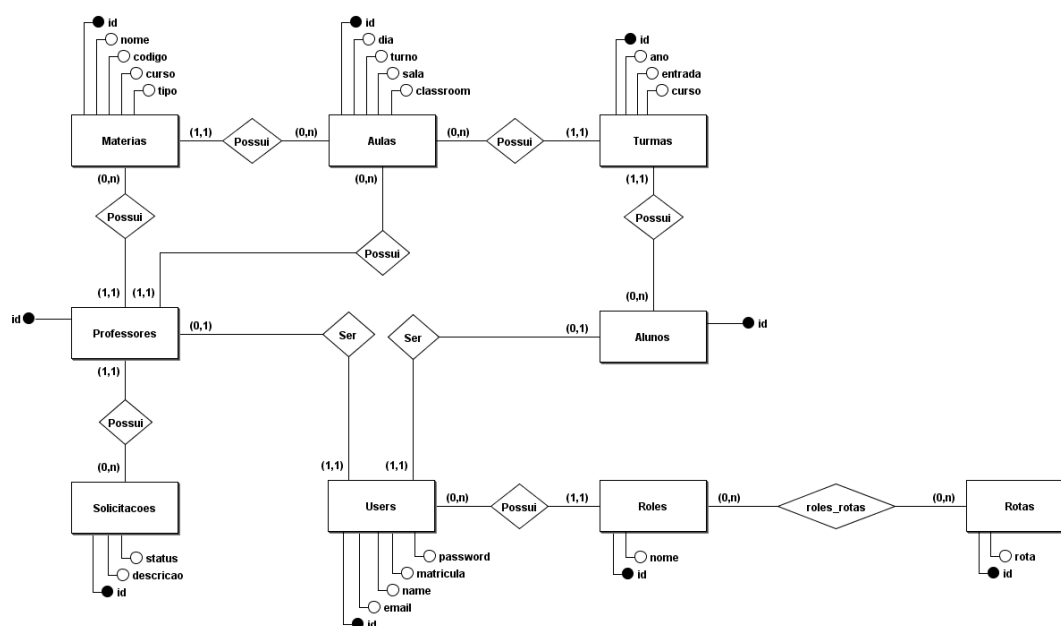 id
nome
codigo
curso
tipo
id
dia
turno
sala
classroom
id
ano
entrada
curso
Materias
(1,1)
Possui
(0,n)
Aulas
(0,n)
Possui
(1,1)
Turmas
(0,n)
Possui
(0,n)
Possui
(1,1)
Possui
(1,1)
(1,1)
(0,n)
id
Professores
(0,1)
Ser
Ser
(0,1)
Alunos
id
(1,1)
Possui
(0,n)
(1,1)
(1,1)
Solicitacoes
Users
(0,n)
Possui
(1,1)
Roles
(0,n)
roles_rotas
(0,n)
Rotas
status
descricao
id
password
matricula
name
email
id
nome
id
rota
id